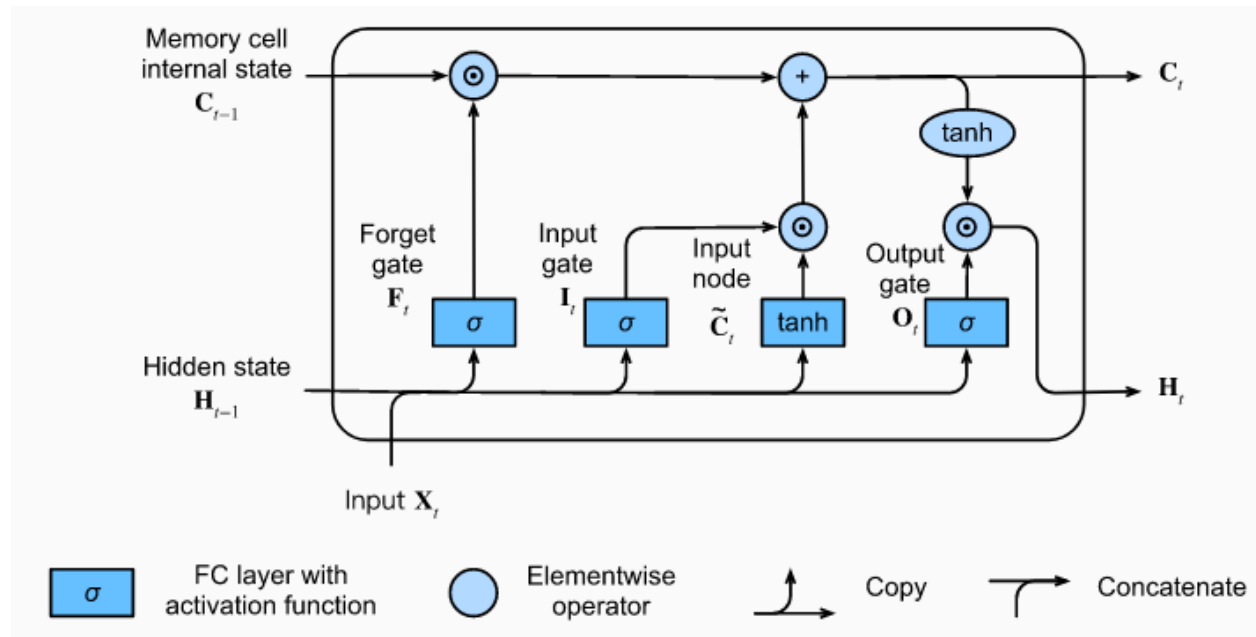 Memory cell
internal state
C_{t−1}
⊙
+
C_t
tanh
Forget
gate
F_t
Input
gate
I_t
Input
node
C̃_t
⊙
Output
gate
O_t
⊙
σ
σ
tanh
σ
Hidden state
H_{t−1}
H_t
Input X_t
σ
FC layer with
activation function
Elementwise
operator
Copy
Concatenate